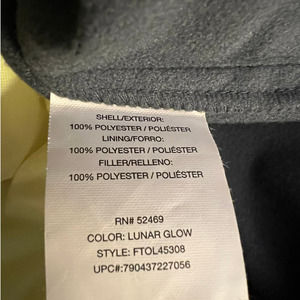 SHELL/EXTERIOR:
100% POLYESTER / POLIÉSTER
LINING/FORRO:
100% POLYESTER / POLIÉSTER
FILLER/RELLENO:
100% POLYESTER / POLIÉSTER
RN# 52469
COLOR: LUNAR GLOW
STYLE: FTOL45308
UPC#:790437227056